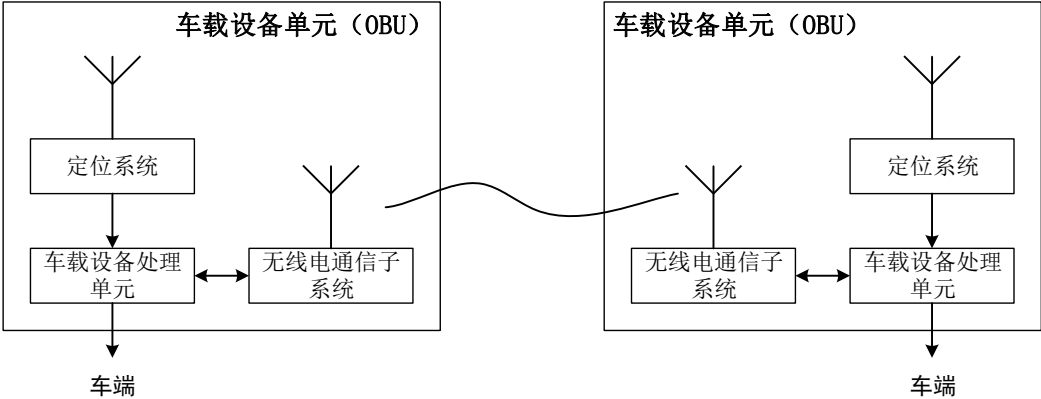 车载设备单元（OBU）
定位系统
车载设备处理
单元
无线电通信子
系统
车端
车载设备单元（OBU）
定位系统
无线电通信子
系统
车载设备处理
单元
车端